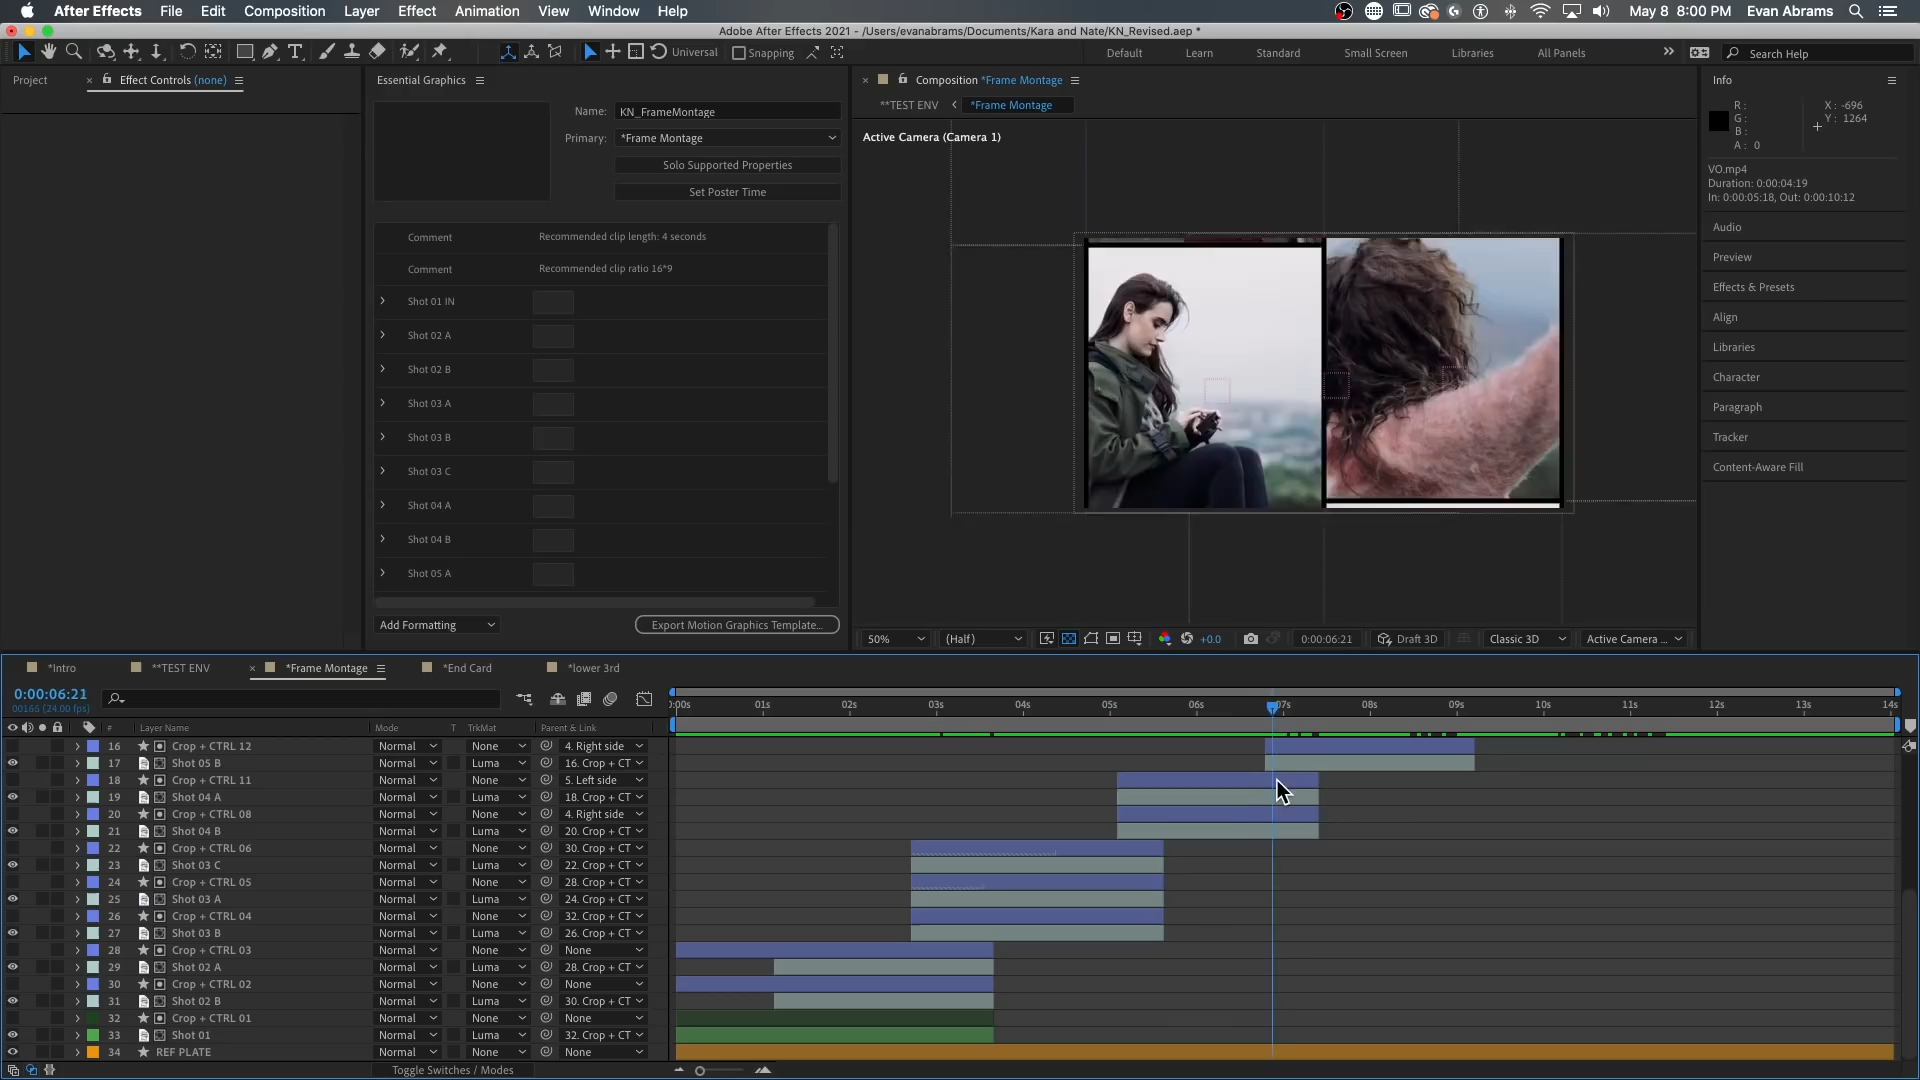 After Effects File Edit Composition Layer Effect Animation View Window Help May 8 8:00 PM Evan Abrams
Adobe After Effects 2021 - /Users/evanabrams/Documents/Kara and Nate/KN_Revised.aep *
Universal Snapping Default Learn Standard Small Screen Libraries All Panels Search Help
Project Effect Controls (none) Essential Graphics Composition *Frame Montage Info
**TEST ENV *Frame Montage
R : X : -696
G : Y : 1264
B :
A : 0
Name: KN_FrameMontage
Primary: *Frame Montage
Active Camera (Camera 1)
Solo Supported Properties
Set Poster Time
VO.mp4
Duration: 0:00:04:19
In: 0:00:05:18, Out: 0:00:10:12
Comment Recommended clip length: 4 seconds
Comment Recommended clip ratio 16*9
Shot 01 IN
Shot 02 A
Shot 02 B
Shot 03 A
Shot 03 B
Shot 03 C
Shot 04 A
Shot 04 B
Shot 05 A
Audio
Preview
Effects & Presets
Align
Libraries
Character
Paragraph
Tracker
Content-Aware Fill
Add Formatting Export Motion Graphics Template...
50% (Half) +0.0 0:00:06:21 Draft 3D Classic 3D Active Camera ...
*Intro **TEST ENV *Frame Montage *End Card *lower 3rd
0:00:06:21
00166 (24.00 fps)
:00s 01s 02s 03s 04s 05s 06s 07s 08s 09s 10s 11s 12s 13s 14s
# Layer Name Mode T TrkMat Parent & Link
16 Crop + CTRL 12 Normal None 4. Right side
17 Shot 05 B Normal Luma 16. Crop + CT
18 Crop + CTRL 11 Normal None 5. Left side
19 Shot 04 A Normal Luma 18. Crop + CT
20 Crop + CTRL 08 Normal None 4. Right side
21 Shot 04 B Normal Luma 20. Crop + CT
22 Crop + CTRL 06 Normal None 30. Crop + CT
23 Shot 03 C Normal Luma 22. Crop + CT
24 Crop + CTRL 05 Normal None 28. Crop + CT
25 Shot 03 A Normal Luma 24. Crop + CT
26 Crop + CTRL 04 Normal None 32. Crop + CT
27 Shot 03 B Normal Luma 26. Crop + CT
28 Crop + CTRL 03 Normal None None
29 Shot 02 A Normal Luma 28. Crop + CT
30 Crop + CTRL 02 Normal None None
31 Shot 02 B Normal Luma 30. Crop + CT
32 Crop + CTRL 01 Normal None None
33 Shot 01 Normal Luma 32. Crop + CT
34 REF PLATE Normal None None
Toggle Switches / Modes